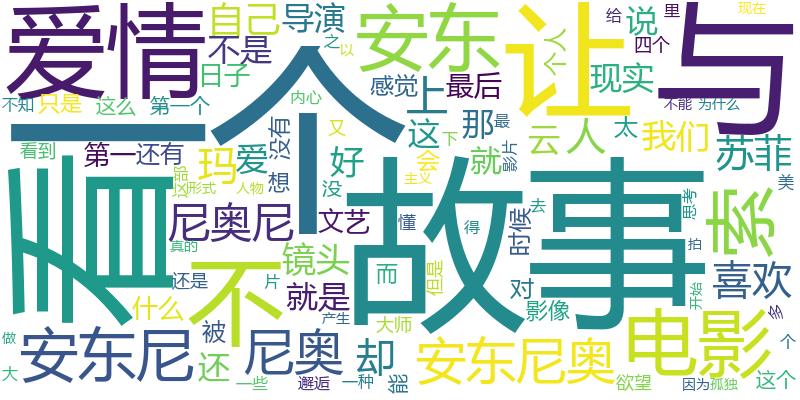 爱情
自己
导演
安东
让
与
说
给
里
现在
四个
不是
之
以
个人
日子
一个
感觉
最后
上
现实
不知
只是
这么
第一个
内心
没有
这
那
最
云
人
太
我们
不能
为什么
看到
第一
还有
玛
爱
想
又
好
会
下
就
影片
苏菲
这部
形式
人物
没
主义
思考
美
看
尼奥尼
文艺
懂
得
时候
去
索
故事
真的
不
镜头
而
但是
对
拍
喜欢
还是
片
什么
就是
产生
影像
开始
多
做
安东尼
被
尼奥
却
大师
安东尼奥
电影
个
大
还
一些
邂逅
一种
能
欲望
因为
孤独
这个